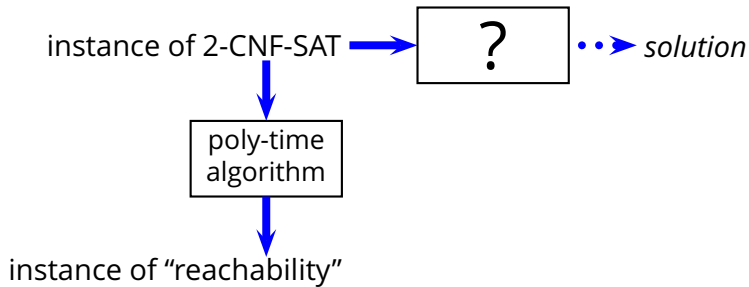 instance of 2-CNF-SAT
?
solution
poly-time
algorithm
instance of “reachability”